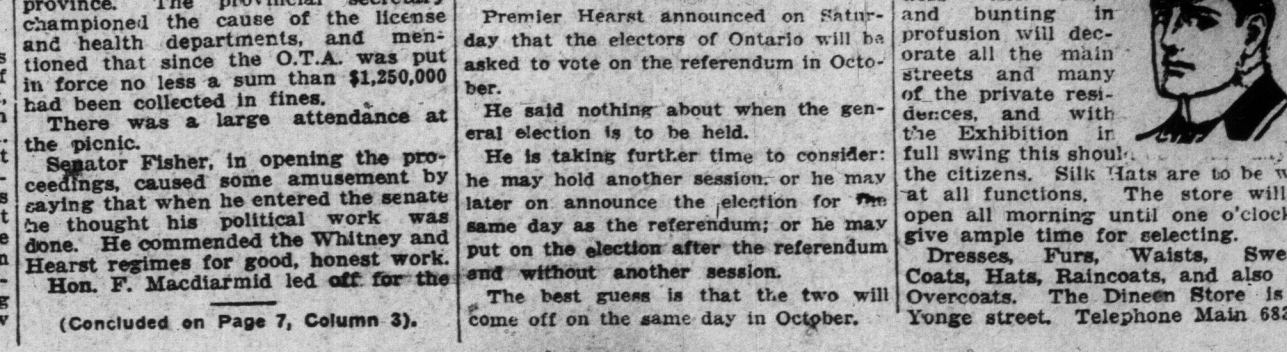 province. The provincial secretary
championed the cause of the license
and health departments, and men-
tioned that since the O.T.A. was put
in force no less a sum than $1,250,000
had been collected in fines.
There was a large attendance at
the picnic.
Senator Fisher, in opening the pro-
ceedings, caused some amusement by
saying that when he entered the senate
he thought his political work was
done. He commended the Whitney and
Hearst regimes for good, honest work.
Hon. F. Macdiarmid led off for the
(Concluded on Page 7, Column 3).
Premier Hearst announced on Satur-
day that the electors of Ontario will be
asked to vote on the referendum in Octo-
ber.
He said nothing about when the gen-
eral election is to be held.
He is taking further time to consider:
he may hold another session, or he may
later on announce the election for the
same day as the referendum; or he may
put on the election after the referendum
and without another session.
The best guess is that the two will
come off on the same day in October.
and bunting in
profusion will dec-
orate all the main
streets and many
of the private resi-
dences, and with
the Exhibition in
full swing this
the citizens. Silk Hats are to be
at all functions. The store will
open all morning until one o'cloc
give ample time for selecting.
Dresses, Furs, Waists, Swe
Coats, Hats, Raincoats, and also
Overcoats. The Dineen Store is
Yonge street. Telephone Main 683